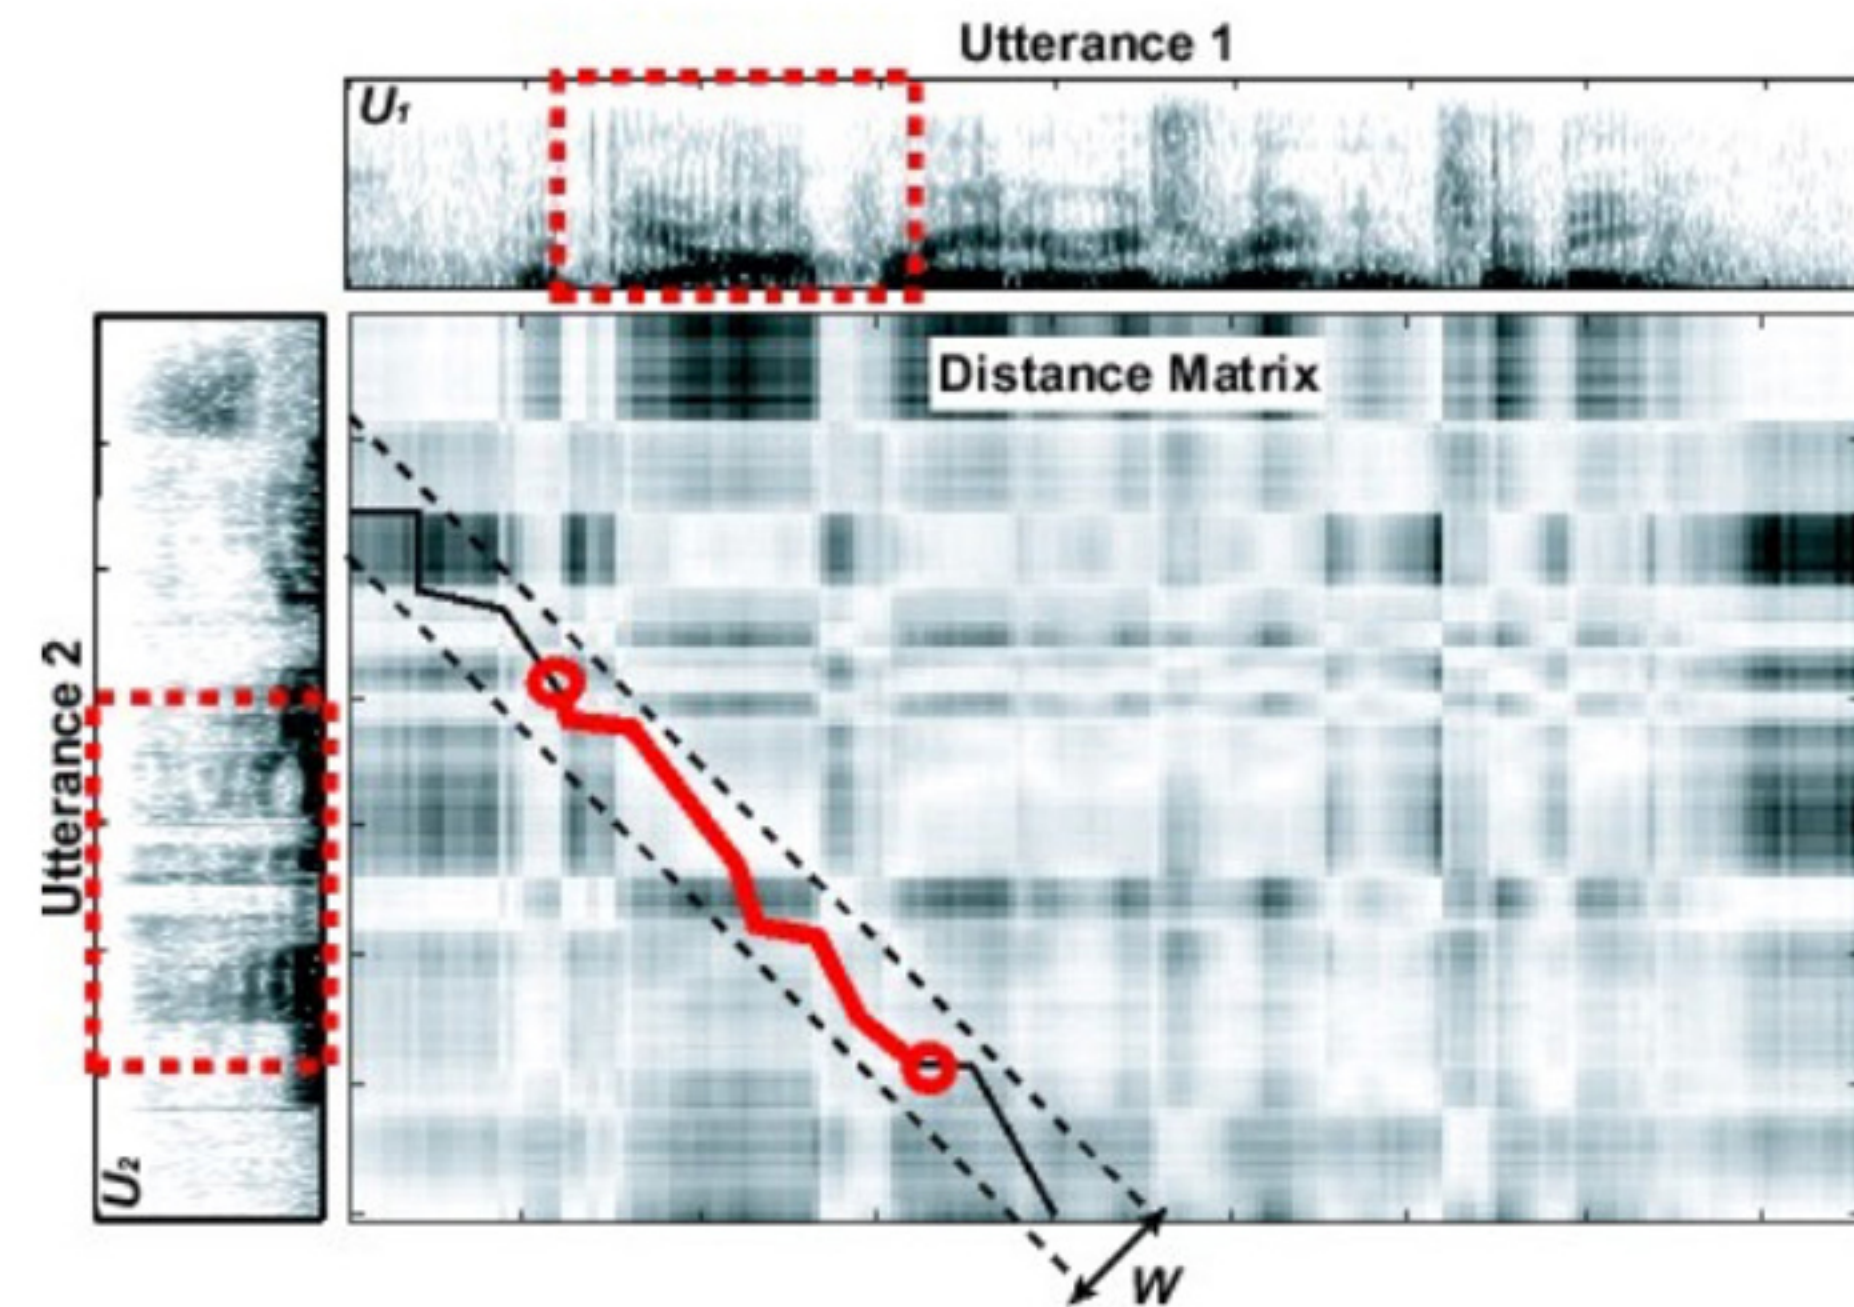 Utterance 1
U₁
Distance Matrix
Utterance 2
U₂
W